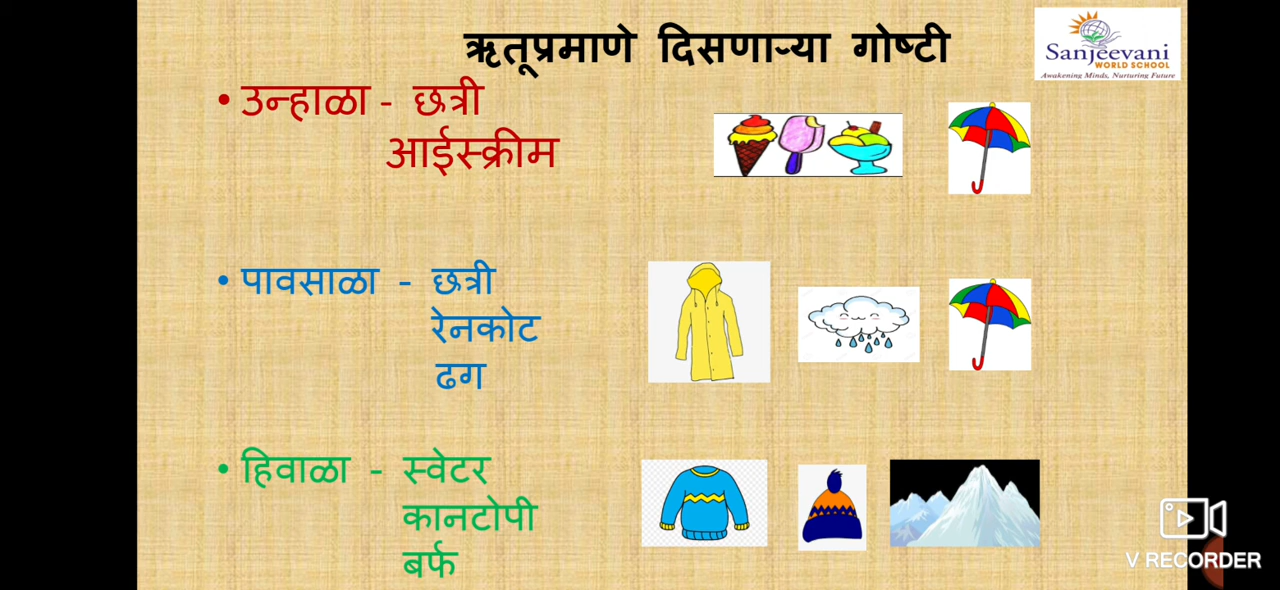 ऋतूप्रमाणे दिसणाऱ्या गोष्टी
Sanjeevani
WORLD SCHOOL
Awakening Minds, Nurturing Future
• उन्हाळा - छत्री
आईस्क्रीम
• पावसाळा - छत्री
रेनकोट
ढग
• हिवाळा - स्वेटर
कानटोपी
बर्फ
V RECORDER